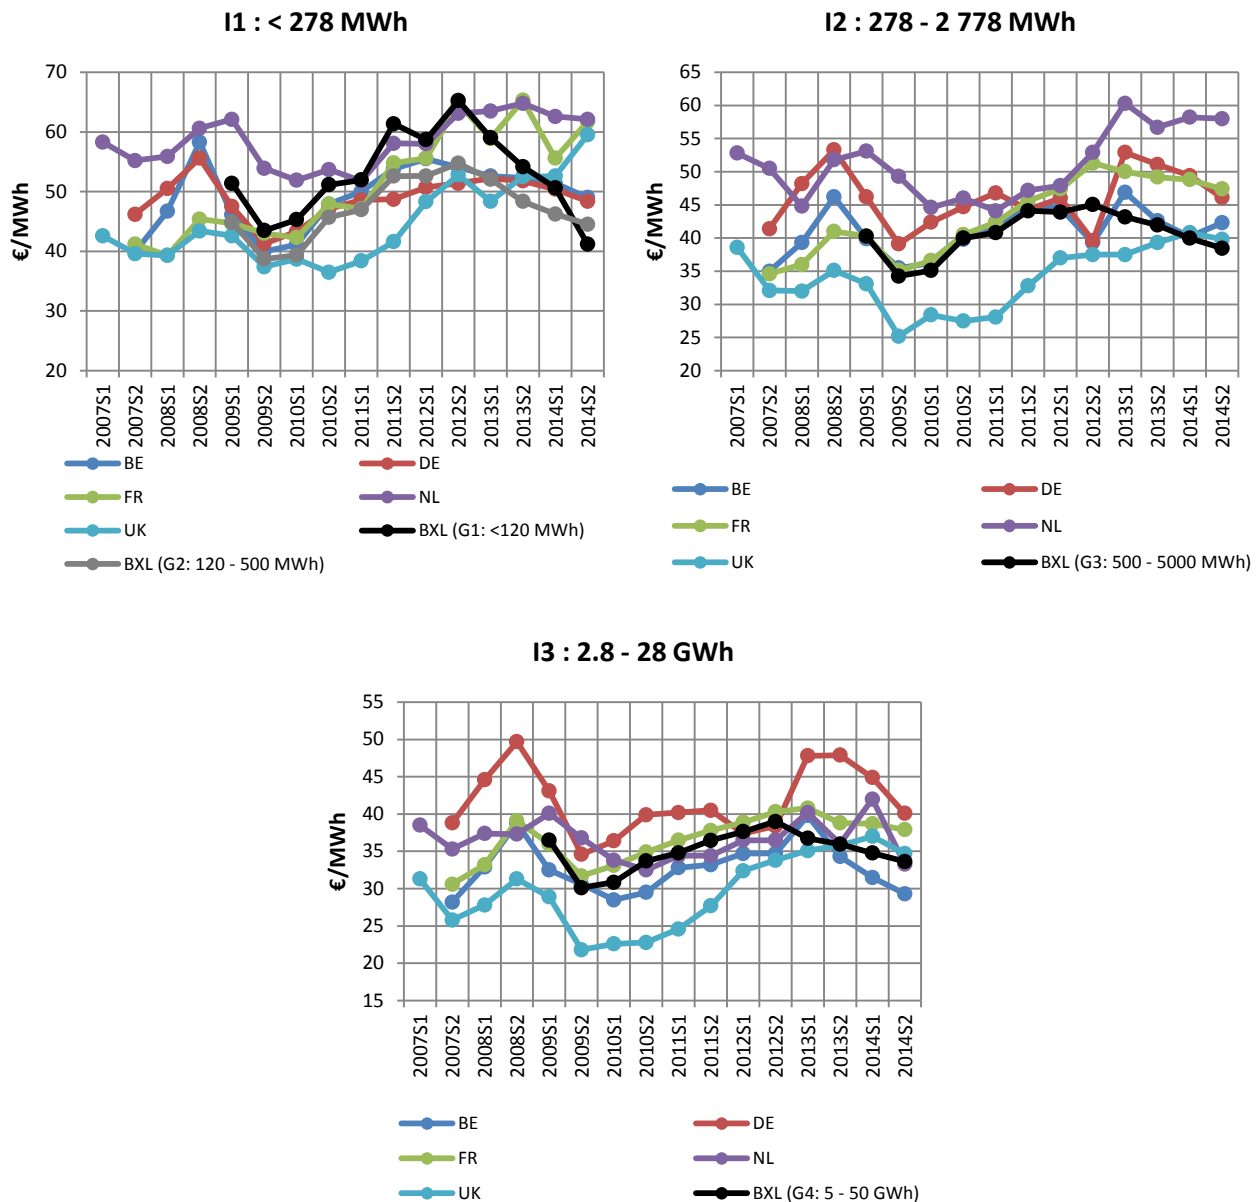 I1 : < 278 MWh
€/MWh
70
60
50
40
30
20
2007S1
2007S2
2008S1
2008S2
2009S1
2009S2
2010S1
2010S2
2011S1
2011S2
2012S1
2012S2
2013S1
2013S2
2014S1
2014S2
BE
DE
FR
NL
UK
BXL (G1: <120 MWh)
BXL (G2: 120 - 500 MWh)
I2 : 278 - 2 778 MWh
€/MWh
65
60
55
50
45
40
35
30
25
20
2007S1
2007S2
2008S1
2008S2
2009S1
2009S2
2010S1
2010S2
2011S1
2011S2
2012S1
2012S2
2013S1
2013S2
2014S1
2014S2
BE
DE
FR
NL
UK
BXL (G3: 500 - 5000 MWh)
I3 : 2.8 - 28 GWh
€/MWh
55
50
45
40
35
30
25
20
15
2007S1
2007S2
2008S1
2008S2
2009S1
2009S2
2010S1
2010S2
2011S1
2011S2
2012S1
2012S2
2013S1
2013S2
2014S1
2014S2
BE
DE
FR
NL
UK
BXL (G4: 5 - 50 GWh)